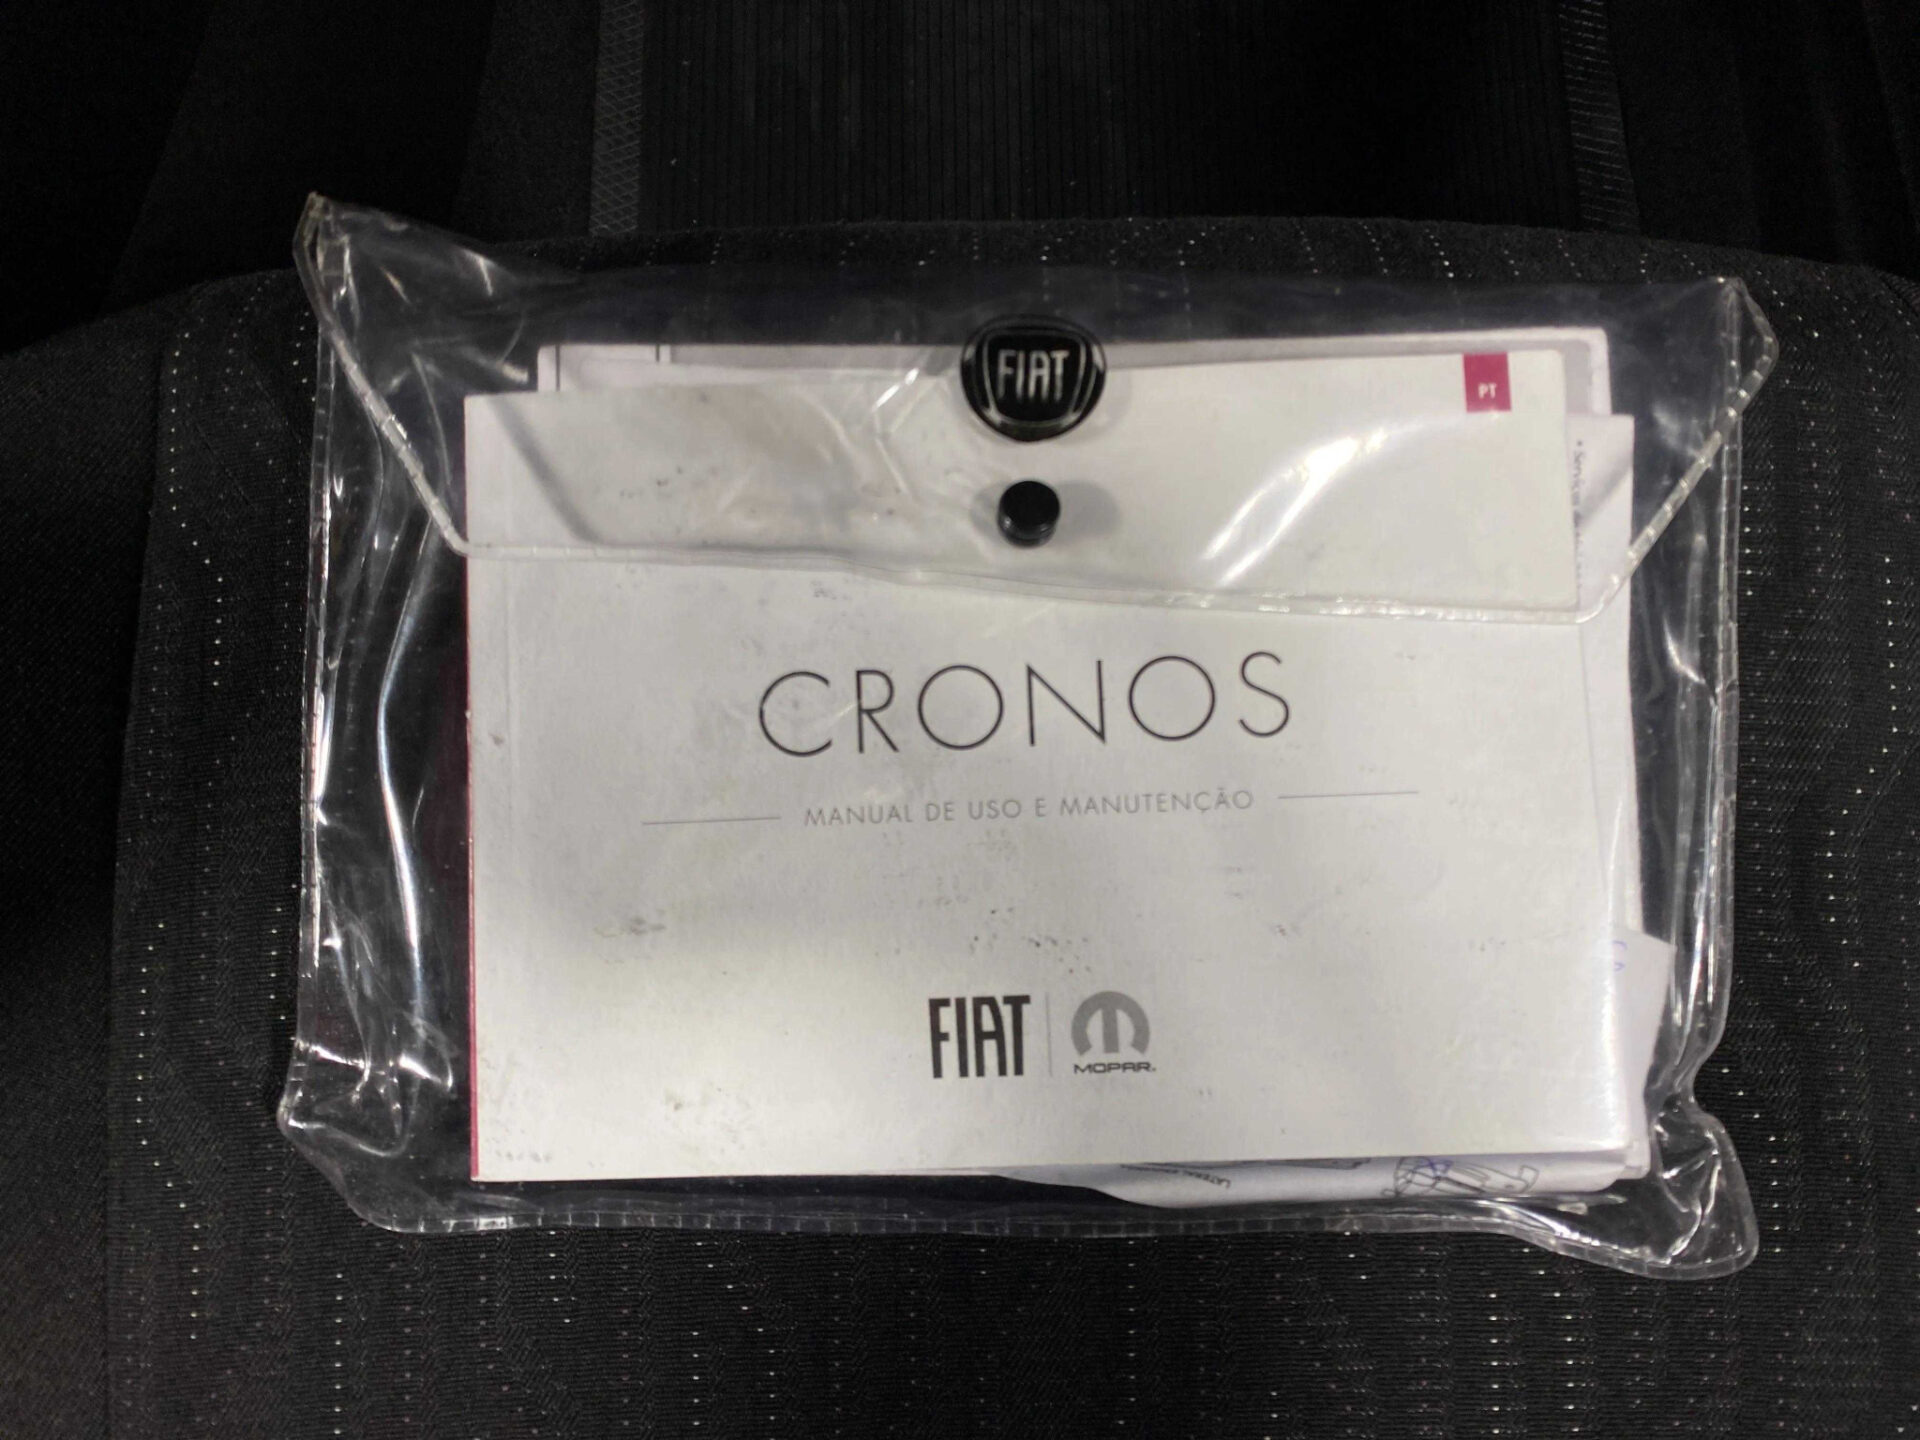 FIAT
PT
CRONOS
MANUAL DE USO E MANUTENÇÃO
FIAT
MOPAR.